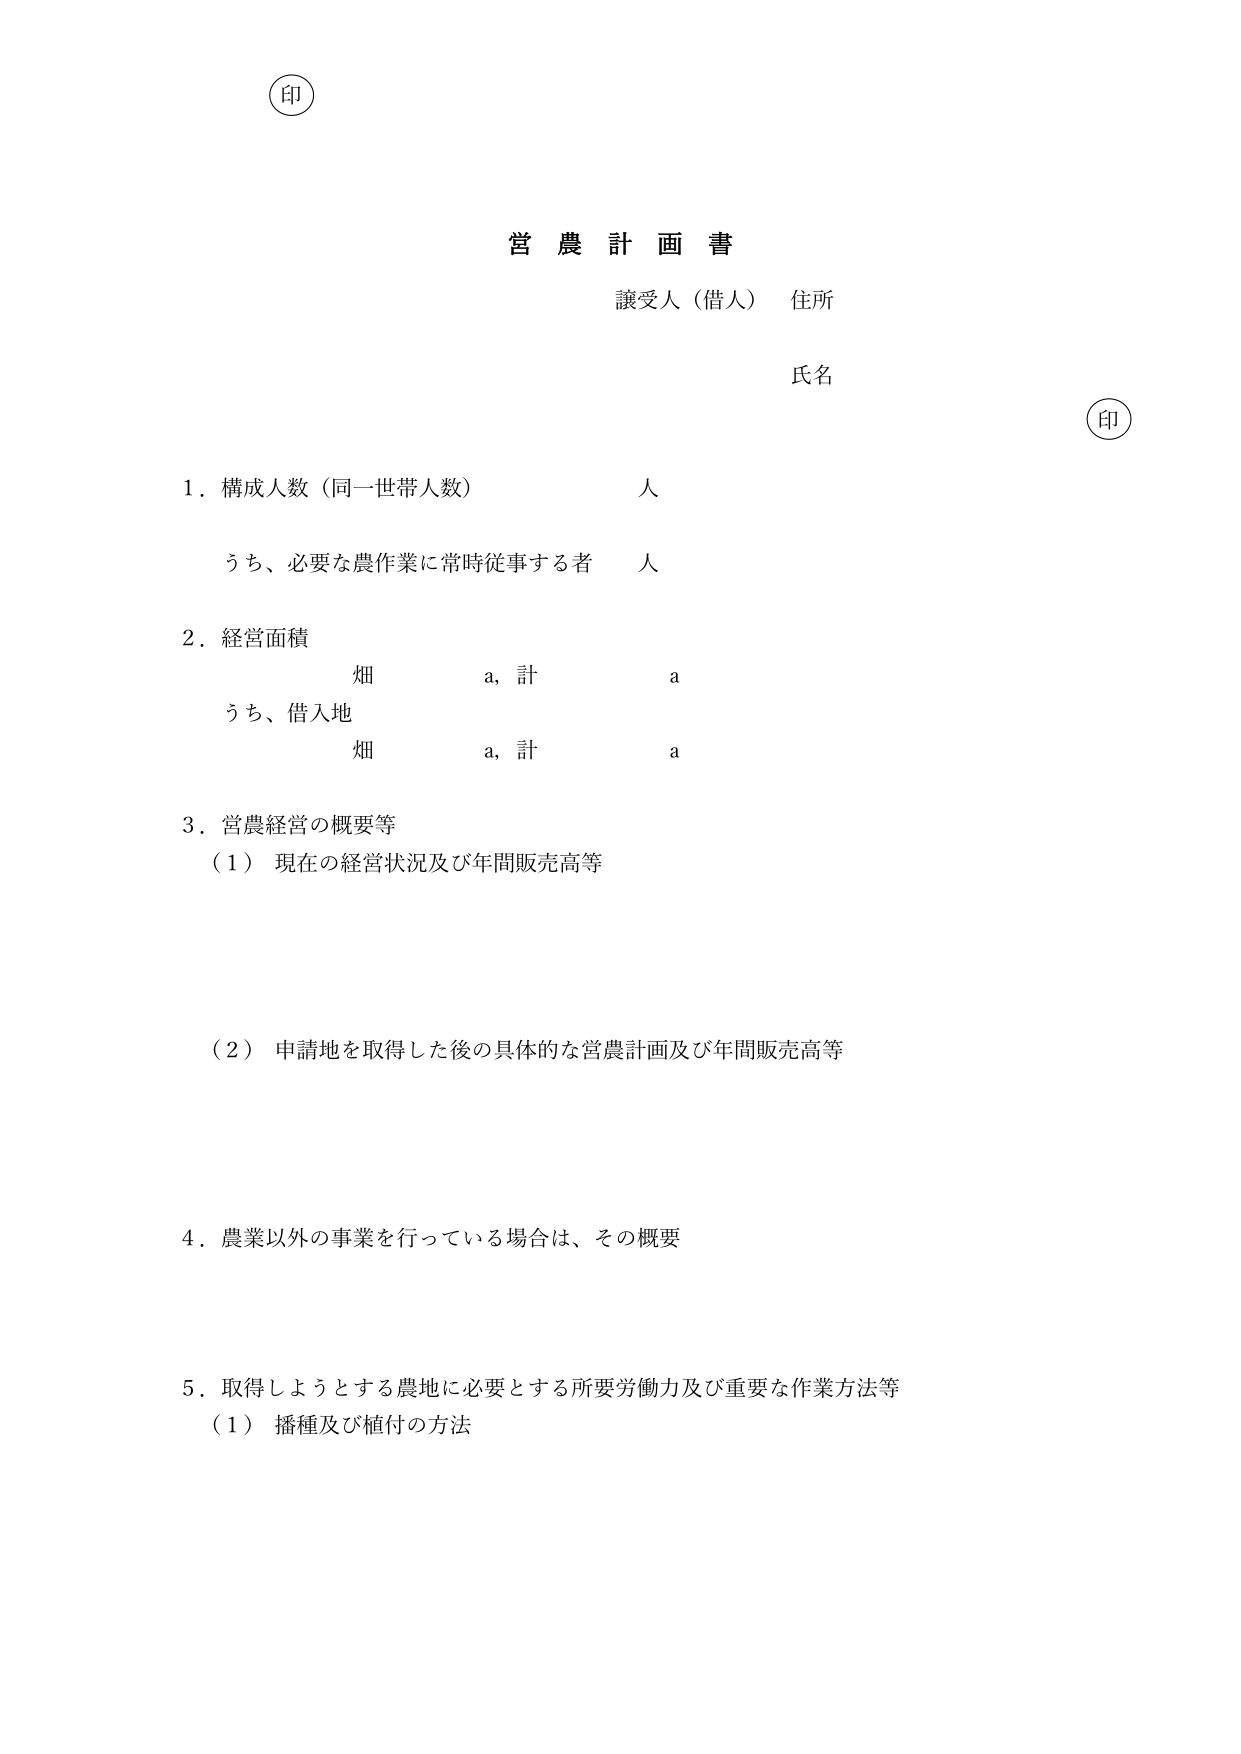 印
営 農 計 画 書
譲受人（借人） 住所
氏名
印
１．構成人数（同一世帯人数） 人
うち、必要な農作業に常時従事する者 人
２．経営面積
畑 a, 計 a
うち、借入地
畑 a, 計 a
３．営農経営の概要等
（１） 現在の経営状況及び年間販売高等
（２） 申請地を取得した後の具体的な営農計画及び年間販売高等
４．農業以外の事業を行っている場合は、その概要
５．取得しようとする農地に必要とする所要労働力及び重要な作業方法等
（１） 播種及び植付の方法